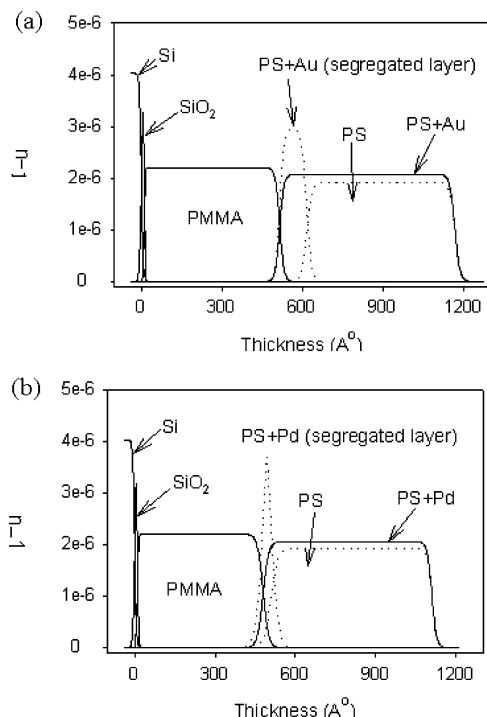 (a)
5e-6
4e-6
3e-6
2e-6
1e-6
0
n-1
Si
SiO₂
PMMA
PS+Au (segregated layer)
PS
PS+Au
0 300 600 900 1200
Thickness (A°)
(b)
5e-6
4e-6
3e-6
2e-6
1e-6
0
n-1
Si
SiO₂
PMMA
PS+Pd (segregated layer)
PS
PS+Pd
0 300 600 900 1200
Thickness (A°)